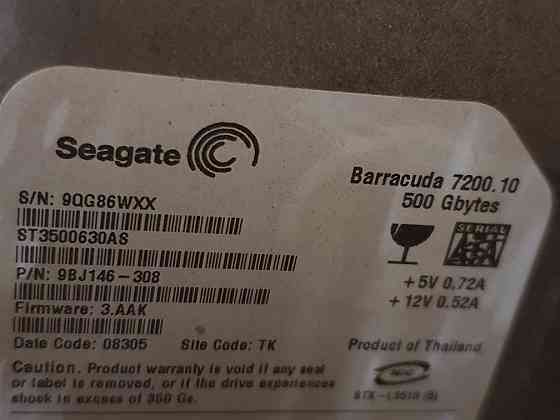 Seagate
Barracuda 7200.10
500 Gbytes
S/N: 9QG86WXX
ST3500630AS
P/N: 9BJ146-308
Firmware: 3.AAK
Date Code: 08305 Site Code: TK
SERIAL
+5V 0.72A
+12V 0.52A
Product of Thailand
Caution. Product warranty is void if any seal
or label is removed, or if the drive experiences
shock in excess of 350 Gs.